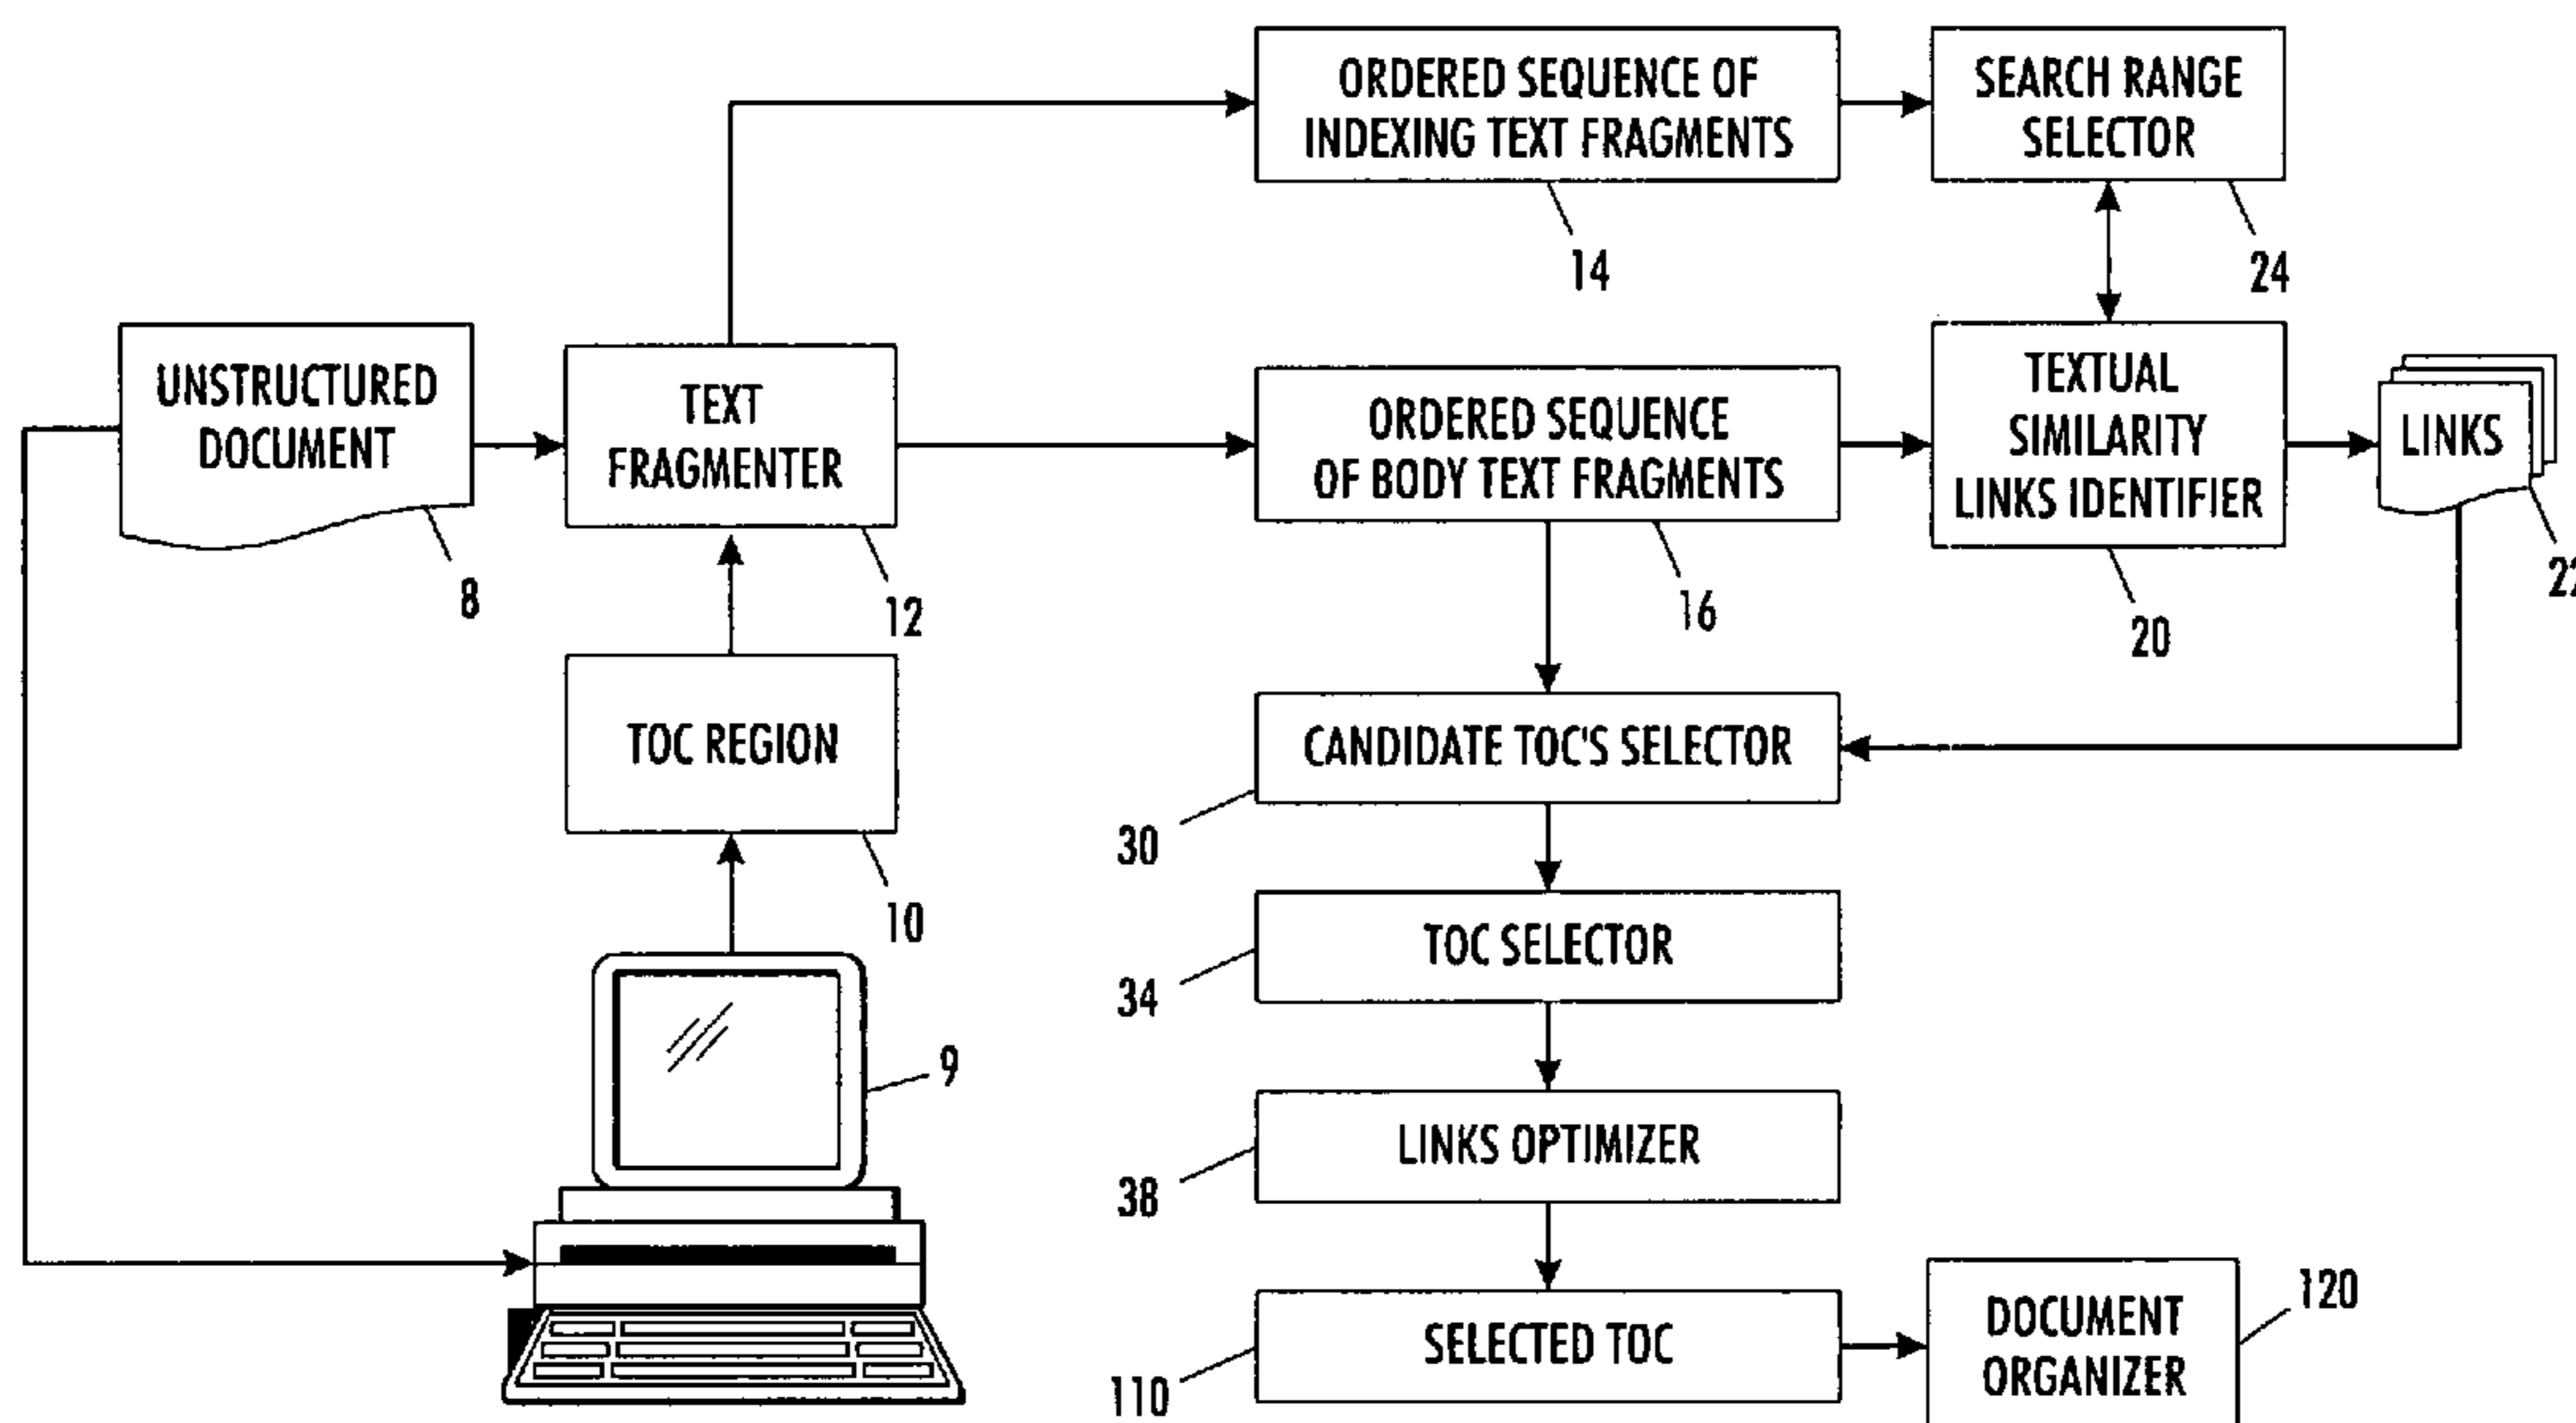 ORDERED SEQUENCE OF
INDEXING TEXT FRAGMENTS
14
SEARCH RANGE
SELECTOR
24
UNSTRUCTURED
DOCUMENT
8
TEXT
FRAGMENTER
12
ORDERED SEQUENCE
OF BODY TEXT FRAGMENTS
16
TEXTUAL
SIMILARITY
LINKS IDENTIFIER
20
LINKS
22
TOC REGION
10
9
CANDIDATE TOC'S SELECTOR
30
TOC SELECTOR
34
LINKS OPTIMIZER
38
SELECTED TOC
110
DOCUMENT
ORGANIZER
120